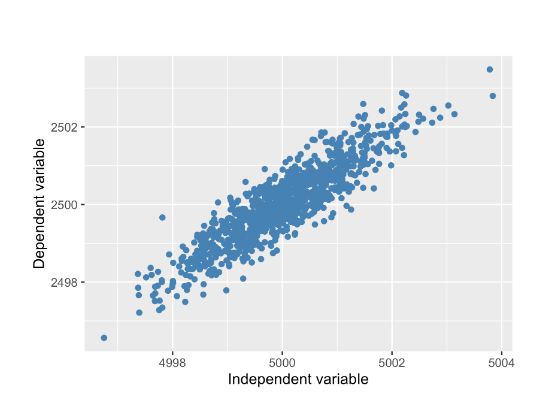 Dependent variable
2502
2500
2498
4998 5000 5002 5004
Independent variable